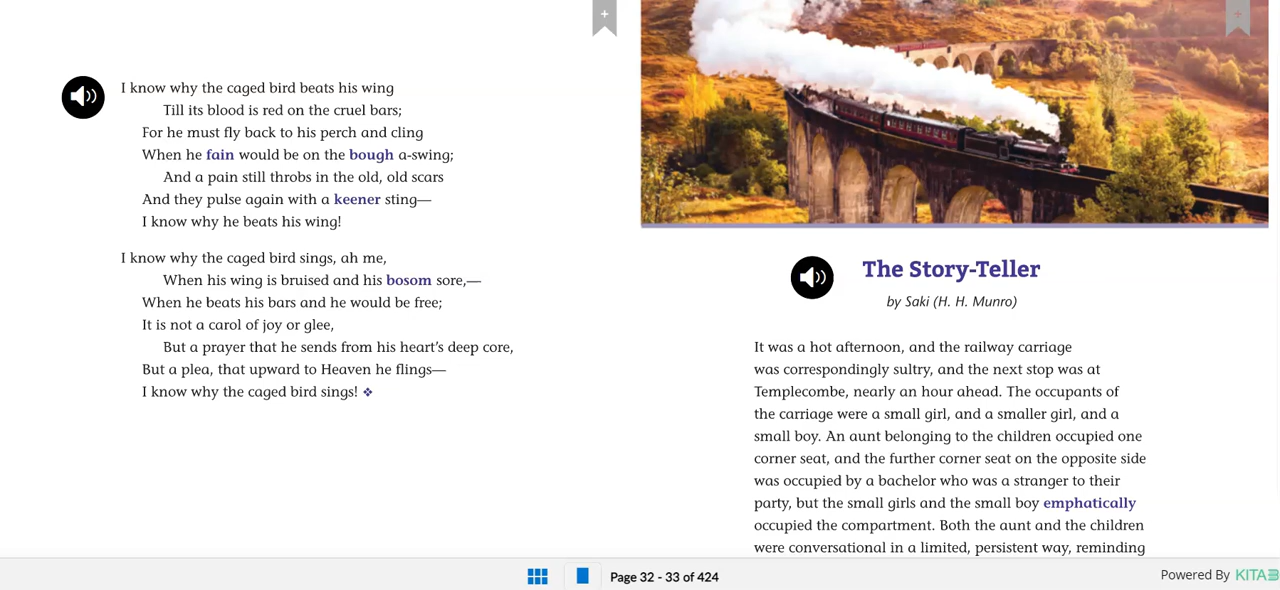 I know why the caged bird beats his wing
Till its blood is red on the cruel bars;
For he must fly back to his perch and cling
When he fain would be on the bough a-swing;
And a pain still throbs in the old, old scars
And they pulse again with a keener sting—
I know why he beats his wing!
I know why the caged bird sings, ah me,
When his wing is bruised and his bosom sore,—
When he beats his bars and he would be free;
It is not a carol of joy or glee,
But a prayer that he sends from his heart's deep core,
But a plea, that upward to Heaven he flings—
I know why the caged bird sings! ❖
The Story-Teller
by Saki (H. H. Munro)
It was a hot afternoon, and the railway carriage
was correspondingly sultry, and the next stop was at
Templecombe, nearly an hour ahead. The occupants of
the carriage were a small girl, and a smaller girl, and a
small boy. An aunt belonging to the children occupied one
corner seat, and the further corner seat on the opposite side
was occupied by a bachelor who was a stranger to their
party, but the small girls and the small boy emphatically
occupied the compartment. Both the aunt and the children
were conversational in a limited, persistent way, reminding
Page 32 - 33 of 424
Powered By KITAB